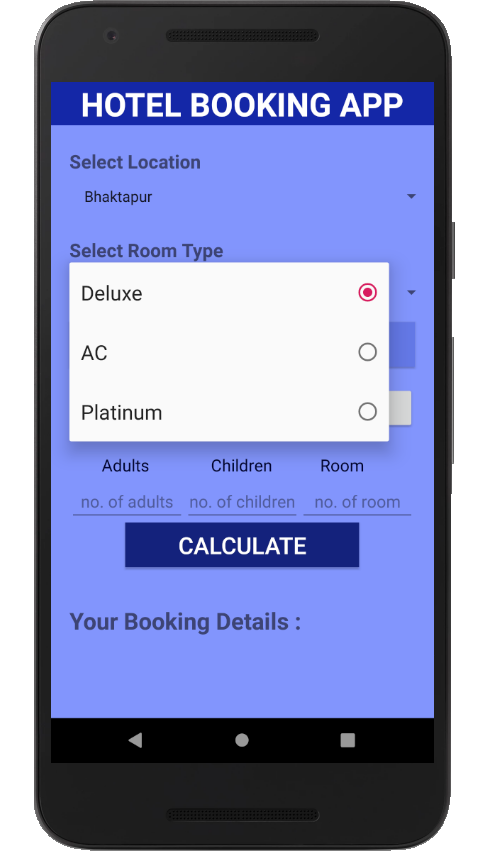 HOTEL BOOKING APP
Select Location
Bhaktapur
Select Room Type
Deluxe
AC
Platinum
Adults Children Room
no. of adults no. of children no. of room
CALCULATE
Your Booking Details :